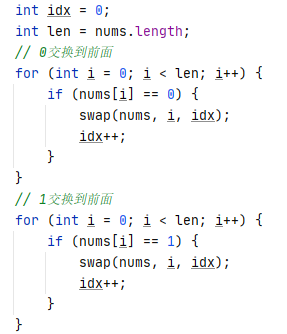 int idx = 0;
int len = nums.length;
// 0交换到前面
for (int i = 0; i < len; i++) {
    if (nums[i] == 0) {
        swap(nums, i, idx);
        idx++;
    }
}
// 1交换到前面
for (int i = 0; i < len; i++) {
    if (nums[i] == 1) {
        swap(nums, i, idx);
        idx++;
    }
}